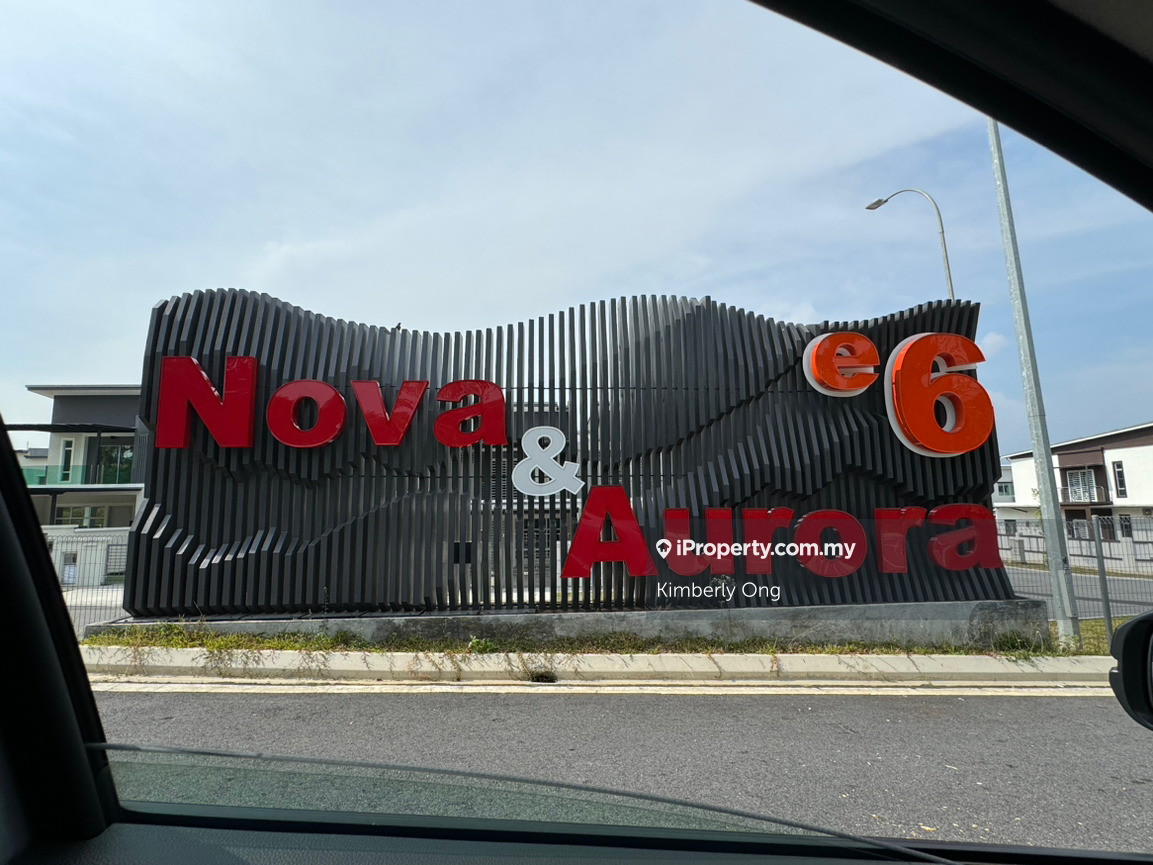 Nova
&
Aurora
e6
iProperty.com.my
Kimberly Ong